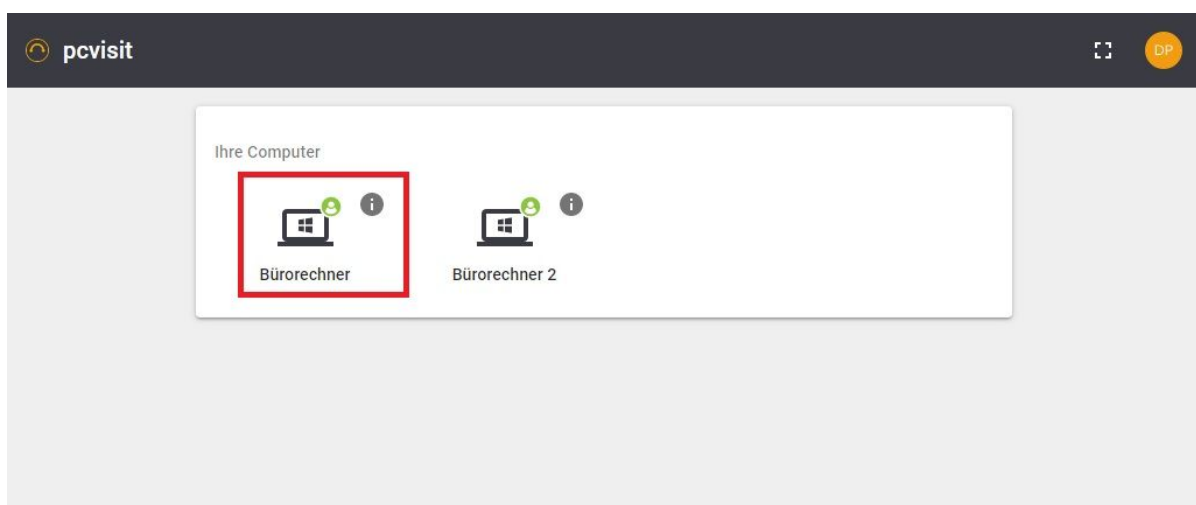 pcvisit
DP
Ihre Computer
Bürorechner
Bürorechner 2